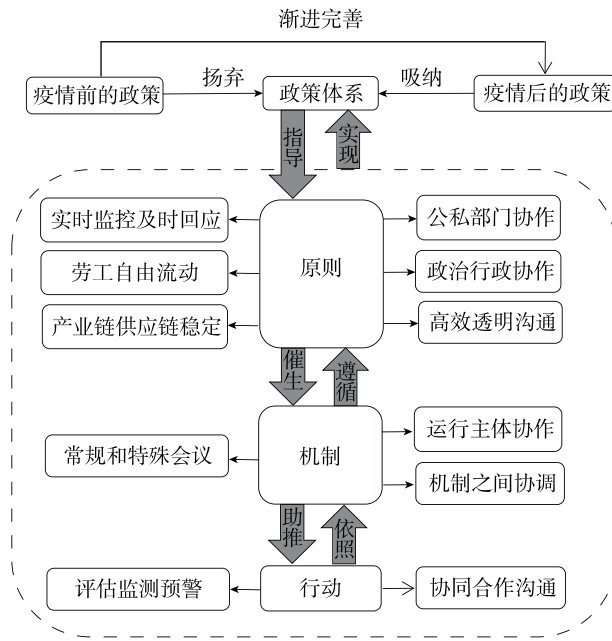 渐进完善
疫情前的政策
扬弃
政策体系
吸纳
疫情后的政策
指导
实现
实时监控及时回应
劳工自由流动
产业链供应链稳定
原则
公私部门协作
政治行政协作
高效透明沟通
催生
遵循
常规和特殊会议
机制
运行主体协作
机制之间协调
助推
依照
评估监测预警
行动
协同合作沟通